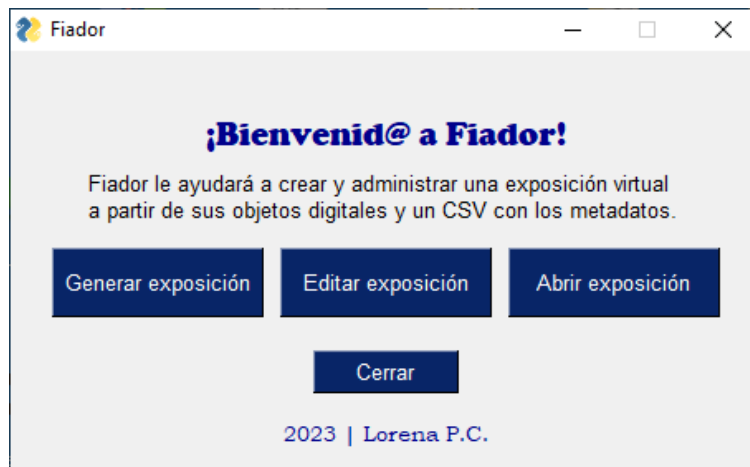 Fiador
¡Bienvenid@ a Fiador!
Fiador le ayudará a crear y administrar una exposición virtual
a partir de sus objetos digitales y un CSV con los metadatos.
Generar exposición
Editar exposición
Abrir exposición
Cerrar
2023 | Lorena P.C.